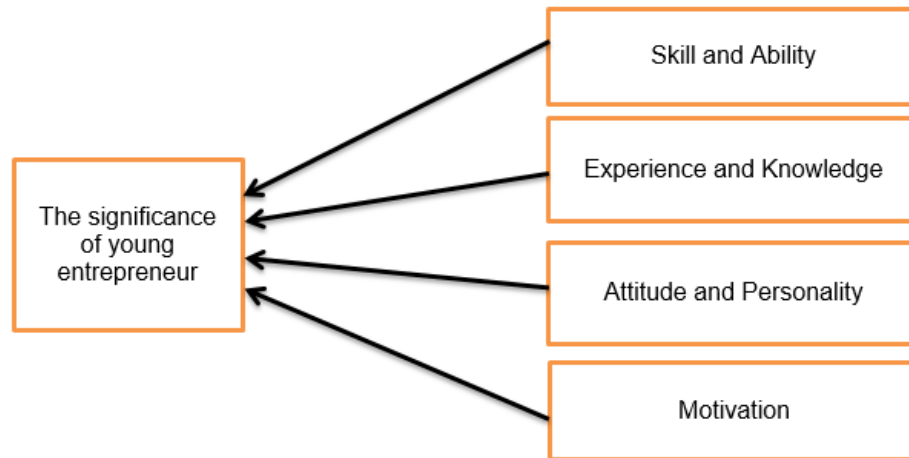 The significance
of young
entrepreneur
Skill and Ability
Experience and Knowledge
Attitude and Personality
Motivation